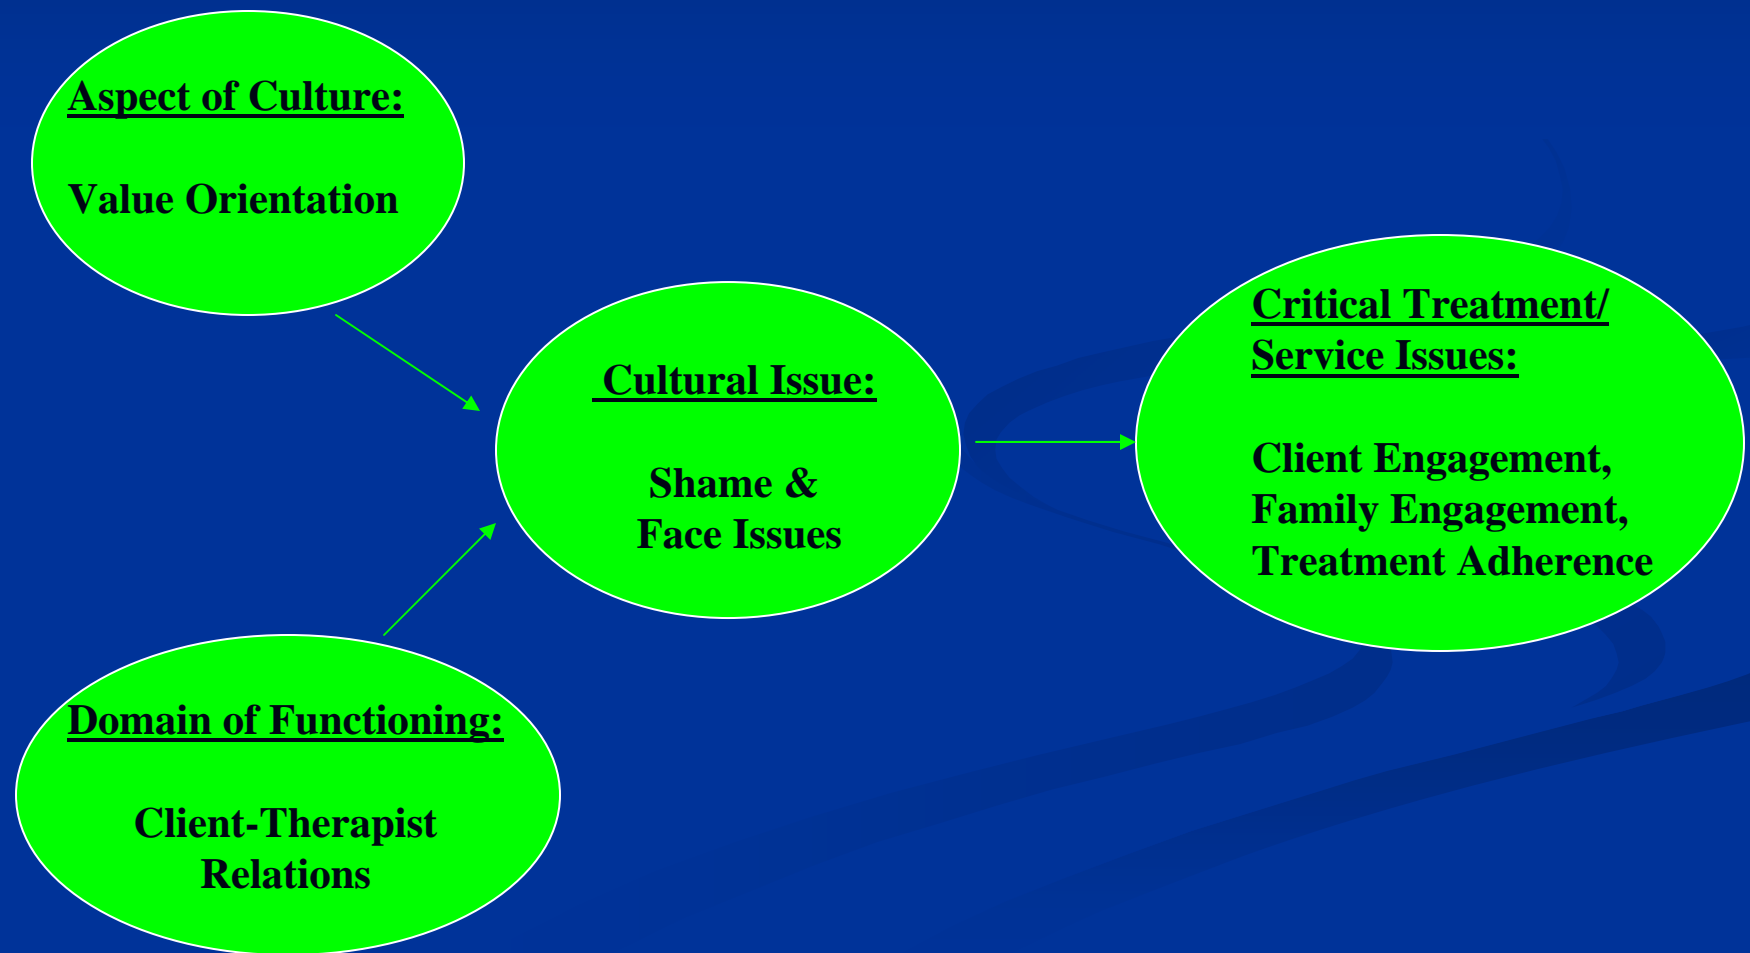 Aspect of Culture:
Value Orientation
Cultural Issue:
Shame &
Face Issues
Critical Treatment/
Service Issues:
Client Engagement,
Family Engagement,
Treatment Adherence
Domain of Functioning:
Client-Therapist
Relations